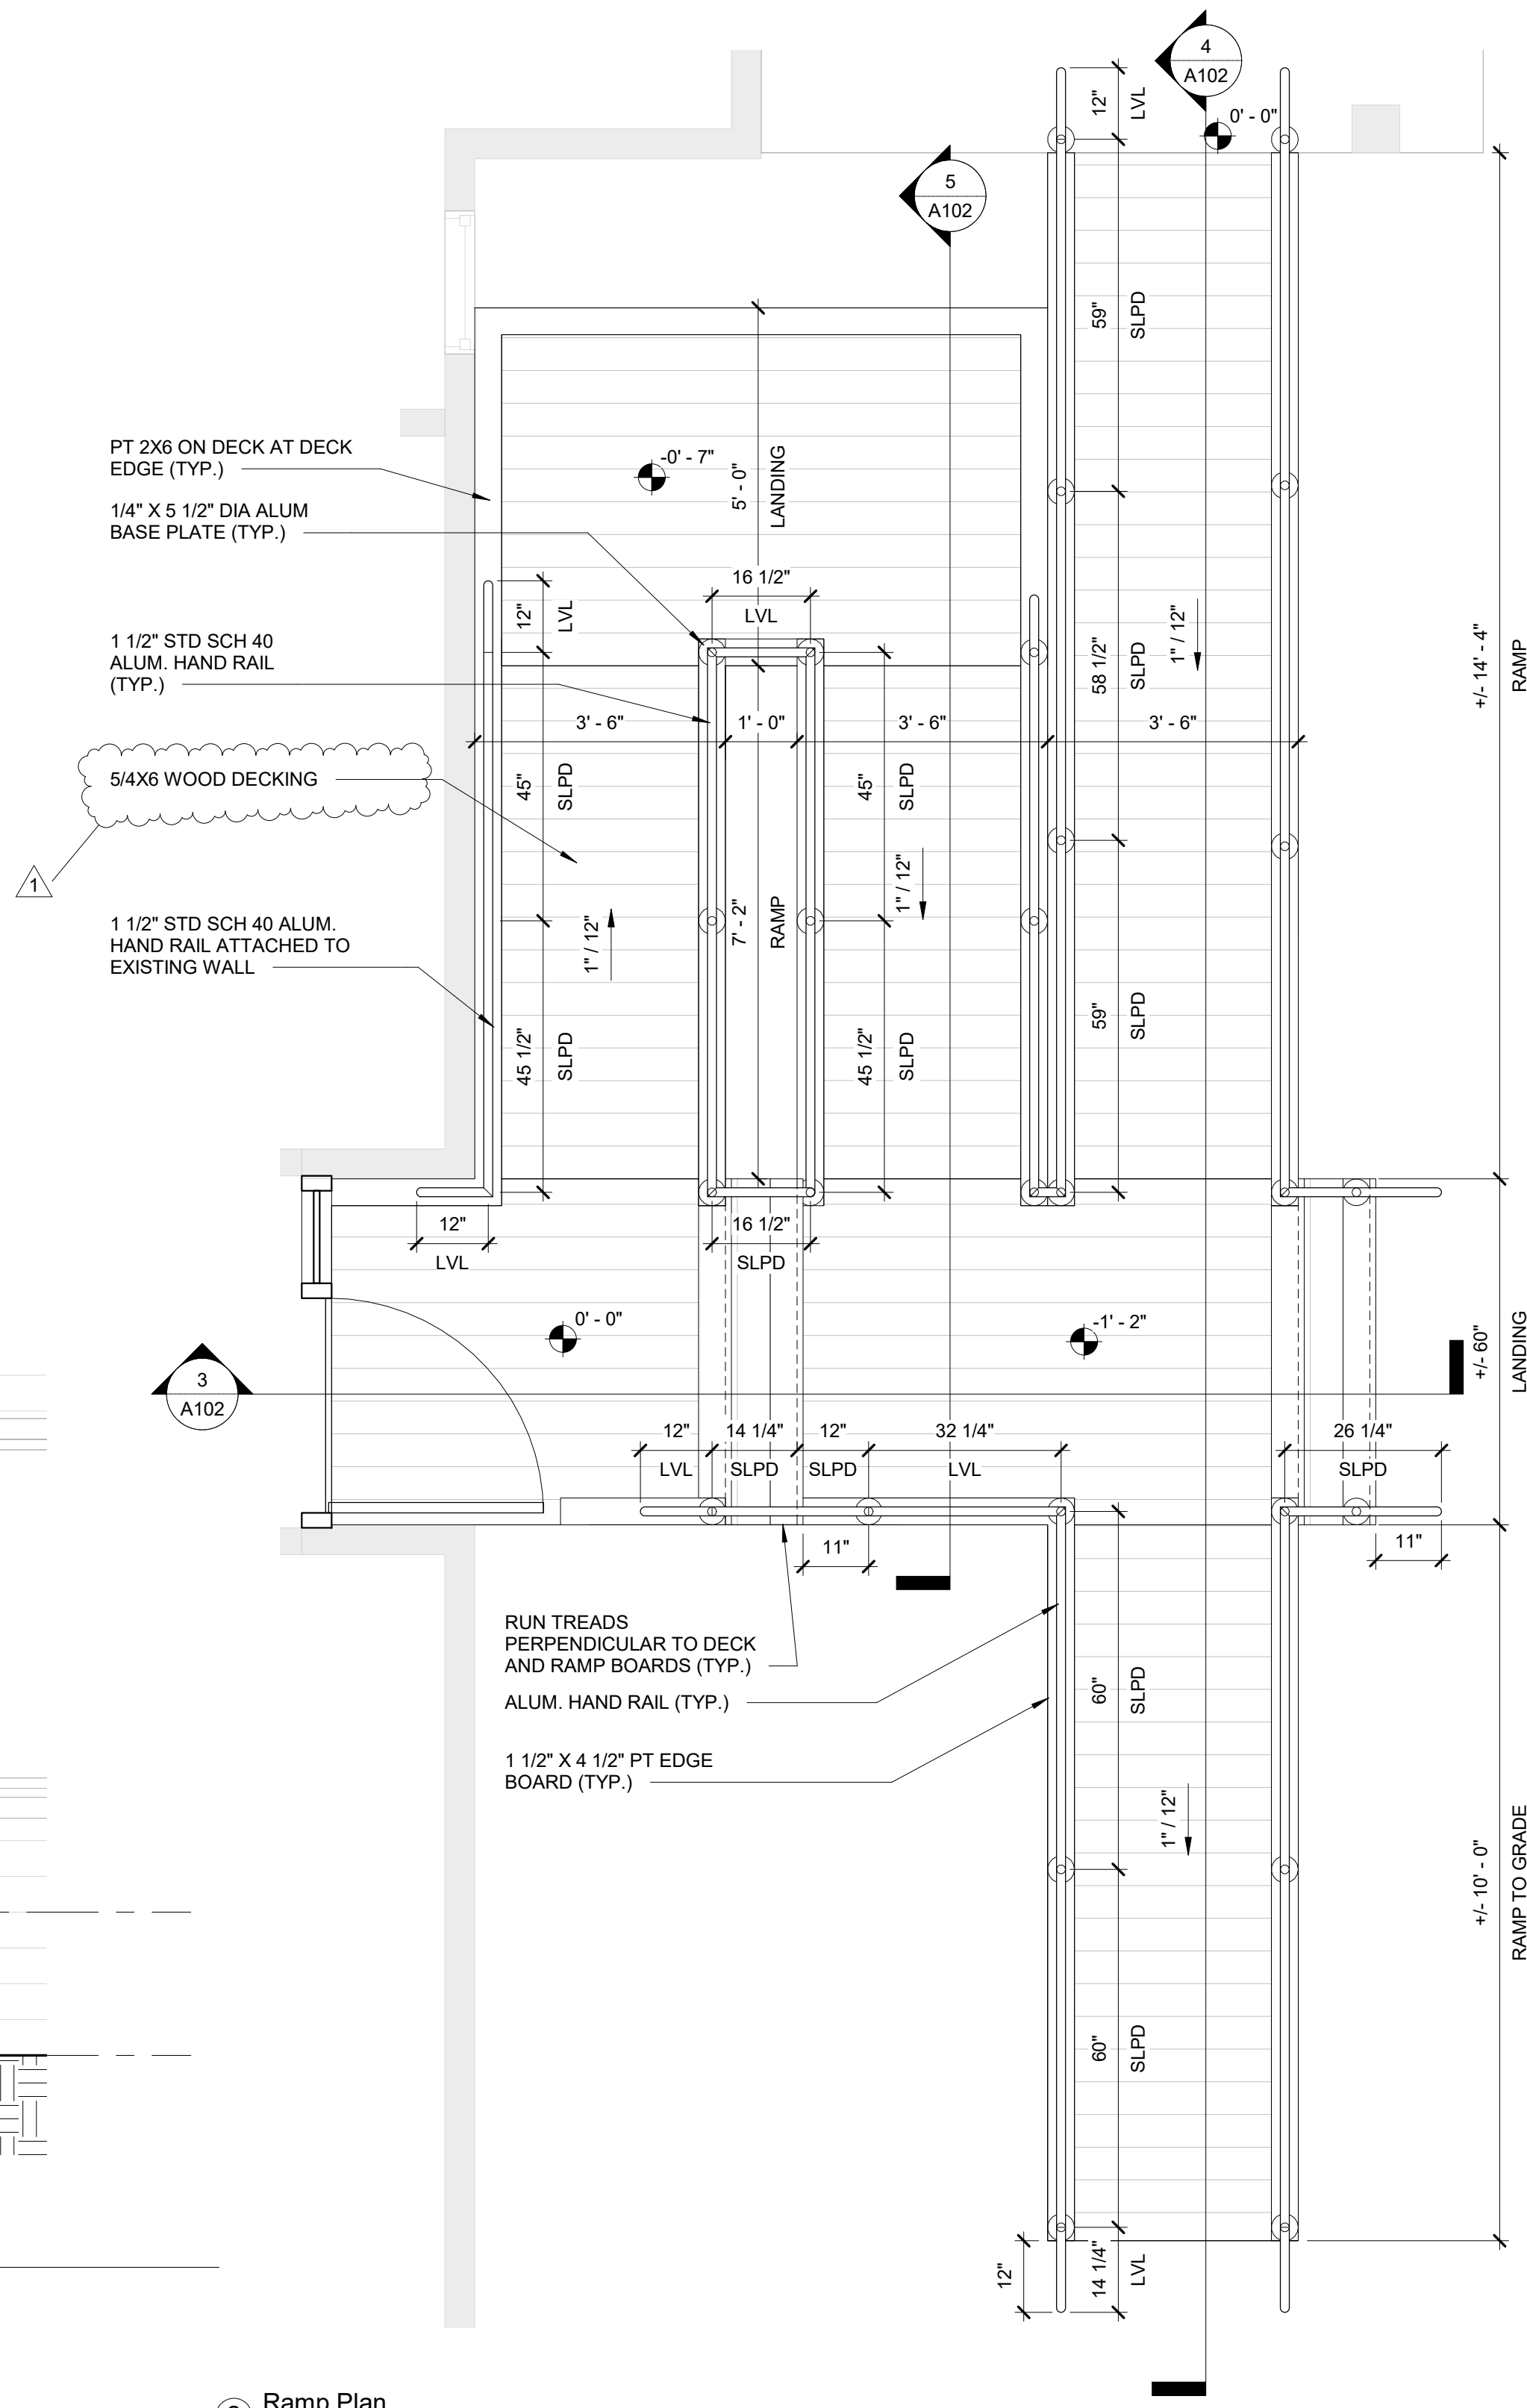 4
A102
0' - 0"
12"
LVL
5
A102
59"
SLPD
PT 2X6 ON DECK AT DECK
EDGE (TYP.)
-0' - 7"
5' - 0"
LANDING
1/4" X 5 1/2" DIA ALUM
BASE PLATE (TYP.)
16 1/2"
LVL
12"
LVL
1 1/2" STD SCH 40
ALUM. HAND RAIL
(TYP.)
58 1/2"
SLPD
1" / 12"
+/- 14' - 4"
RAMP
3' - 6"
1' - 0"
3' - 6"
3' - 6"
5/4X6 WOOD DECKING
45"
SLPD
45"
SLPD
1
1" / 12"
1 1/2" STD SCH 40 ALUM.
HAND RAIL ATTACHED TO
EXISTING WALL
1" / 12"
7' - 2"
RAMP
45 1/2"
SLPD
45 1/2"
SLPD
59"
SLPD
12"
LVL
16 1/2"
SLPD
0' - 0"
-1' - 2"
+/- 60"
LANDING
3
A102
12"
LVL
14 1/4"
SLPD
12"
SLPD
32 1/4"
LVL
26 1/4"
SLPD
11"
11"
RUN TREADS
PERPENDICULAR TO DECK
AND RAMP BOARDS (TYP.)
ALUM. HAND RAIL (TYP.)
60"
SLPD
1 1/2" X 4 1/2" PT EDGE
BOARD (TYP.)
1" / 12"
+/- 10' - 0"
RAMP TO GRADE
60"
SLPD
12"
14 1/4"
LVL
Ramp Plan